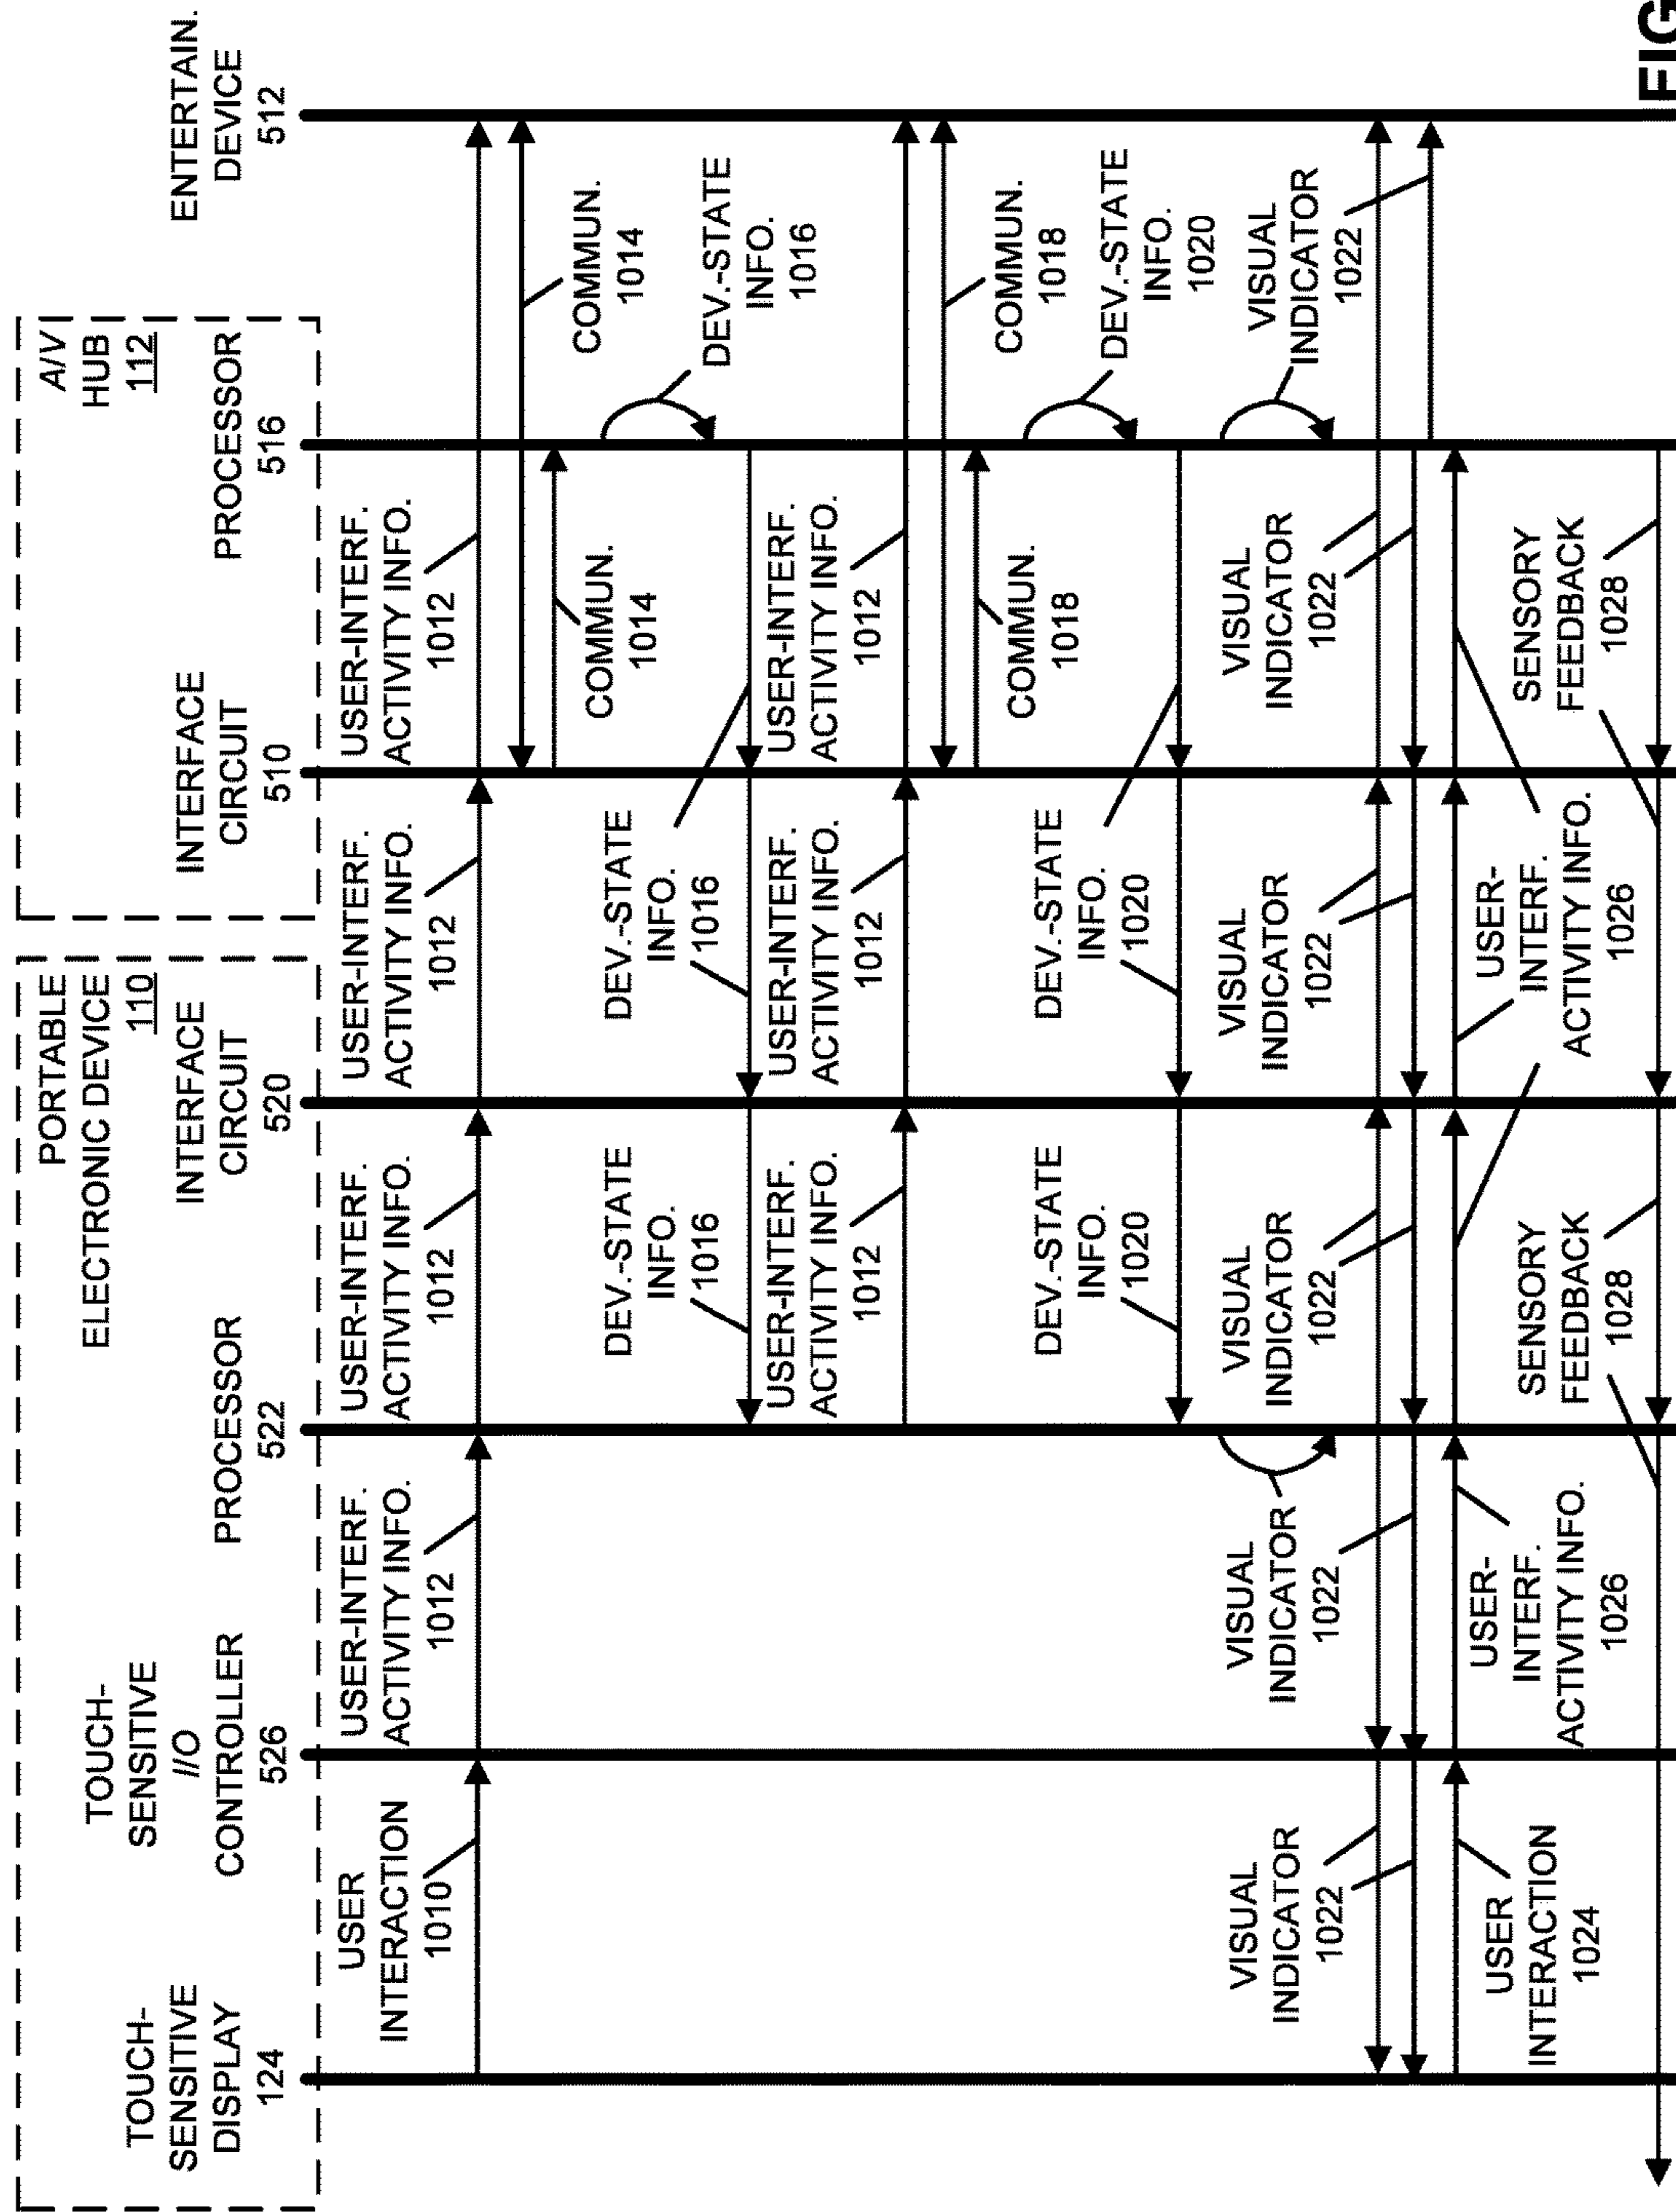 PORTABLE
ELECTRONIC DEVICE
110
A/V
HUB
112
TOUCH-
SENSITIVE
DISPLAY
124
TOUCH-
SENSITIVE
I/O
CONTROLLER
526
PROCESSOR
522
INTERFACE
CIRCUIT
520
INTERFACE
CIRCUIT
510
PROCESSOR
516
ENTERTAIN.
DEVICE
512
USER
INTERACTION
1010
USER-INTERF.
ACTIVITY INFO.
1012
USER-INTERF.
ACTIVITY INFO.
1012
USER-INTERF.
ACTIVITY INFO.
1012
USER-INTERF.
ACTIVITY INFO.
1012
COMMUN.
1014
COMMUN.
1014
DEV.-STATE
INFO.
1016
DEV.-STATE
INFO.
1016
DEV.-STATE
INFO.
1016
USER-INTERF.
ACTIVITY INFO.
1012
USER-INTERF.
ACTIVITY INFO.
1012
USER-INTERF.
ACTIVITY INFO.
1012
COMMUN.
1018
COMMUN.
1018
DEV.-STATE
INFO.
1020
DEV.-STATE
INFO.
1020
DEV.-STATE
INFO.
1020
VISUAL
INDICATOR
1022
VISUAL
INDICATOR
1022
VISUAL
INDICATOR
1022
VISUAL
INDICATOR
1022
VISUAL
INDICATOR
1022
VISUAL
INDICATOR
1022
USER
INTERACTION
1024
USER-
INTERF.
ACTIVITY INFO.
1026
USER-
INTERF.
ACTIVITY INFO.
1026
SENSORY
FEEDBACK
1028
SENSORY
FEEDBACK
1028
FIG